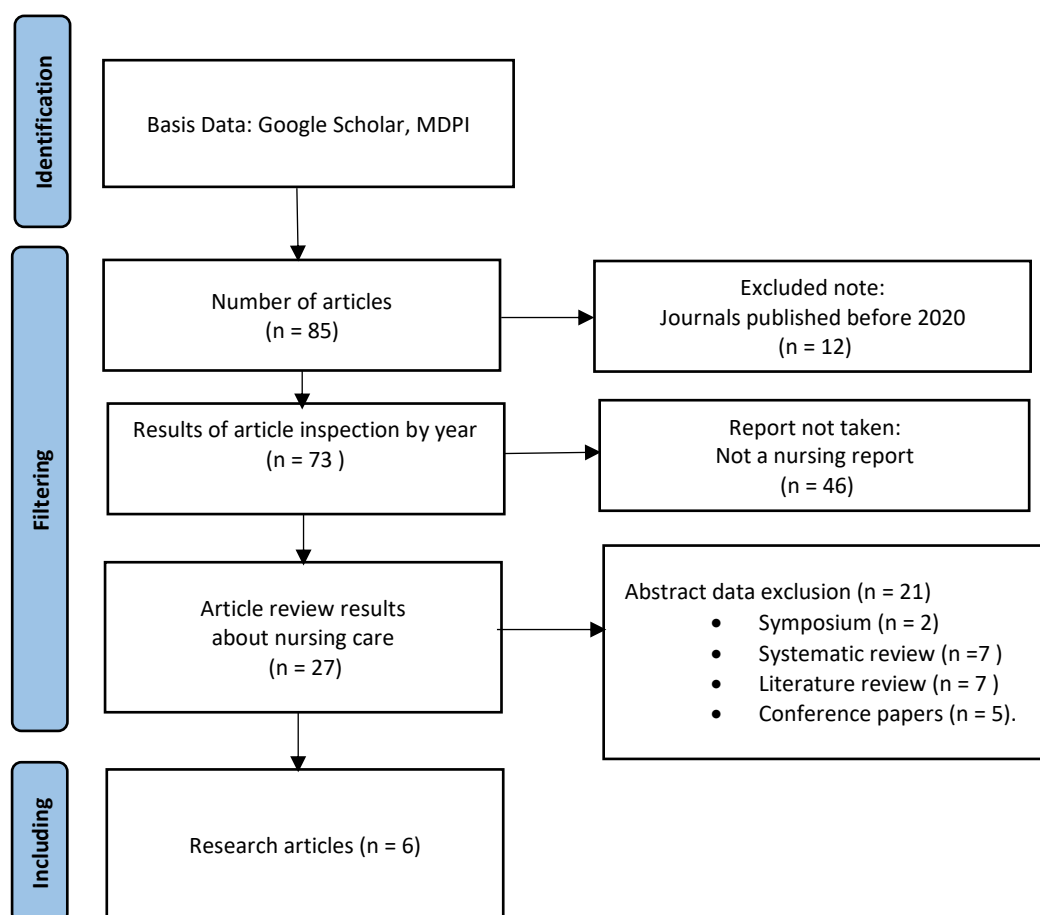 Identification
Basis Data: Google Scholar, MDPI
Filtering
Number of articles
(n = 85)
Excluded note:
Journals published before 2020
(n = 12)
Results of article inspection by year
(n = 73 )
Report not taken:
Not a nursing report
(n = 46)
Article review results
about nursing care
(n = 27)
Abstract data exclusion (n = 21)
• Symposium (n = 2)
• Systematic review (n =7 )
• Literature review (n = 7 )
• Conference papers (n = 5).
Including
Research articles (n = 6)